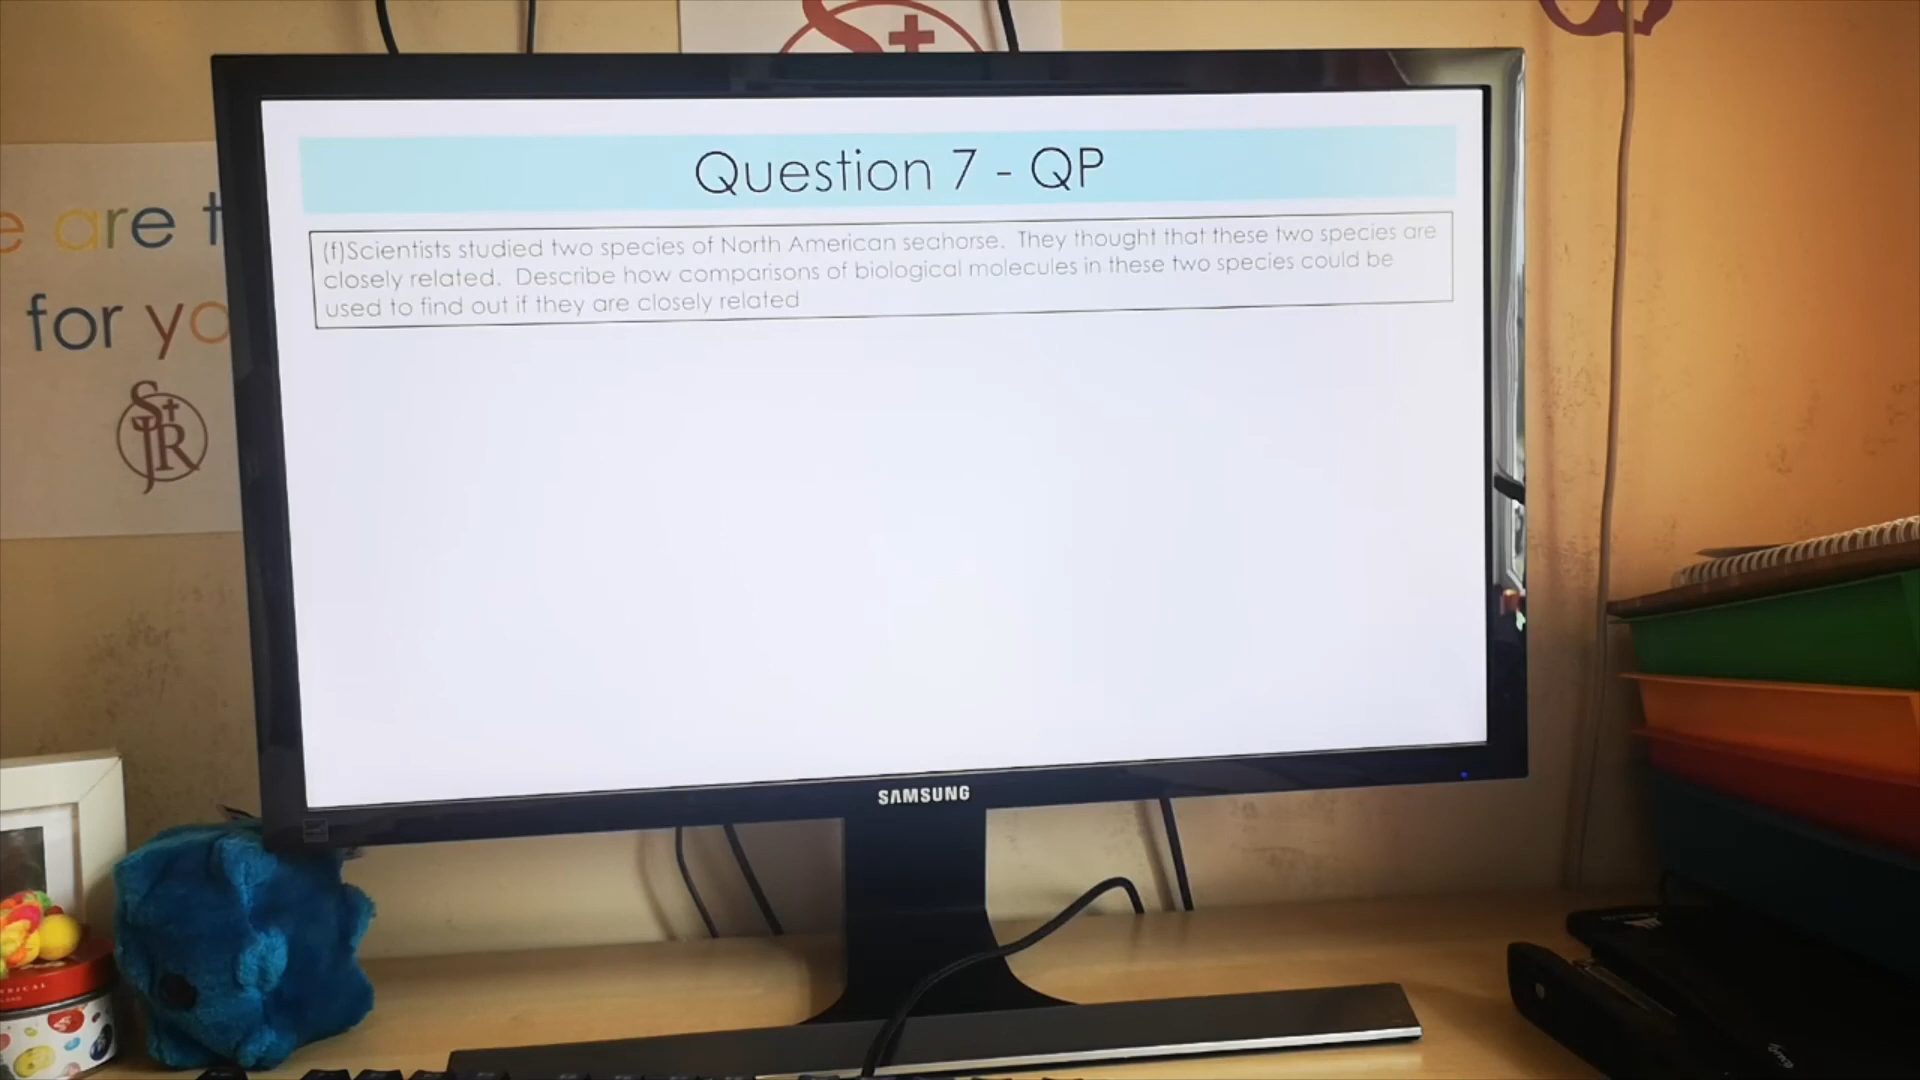 Question 7 - QP
(f)Scientists studied two species of North American seahorse. They thought that these two species are
closely related. Describe how comparisons of biological molecules in these two species could be
used to find out if they are closely related
are
for
S
JR
SAMSUNG